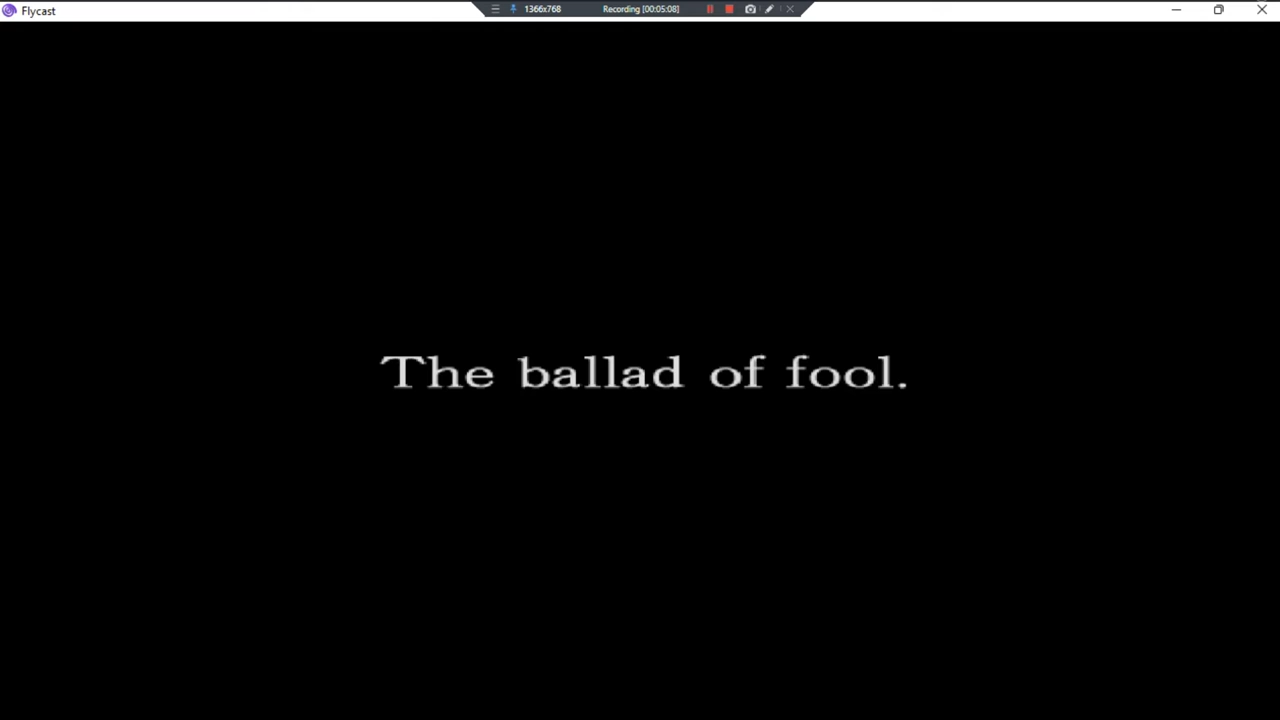 Flycast
1366x768
Recording [00:05:08]
The ballad of fool.